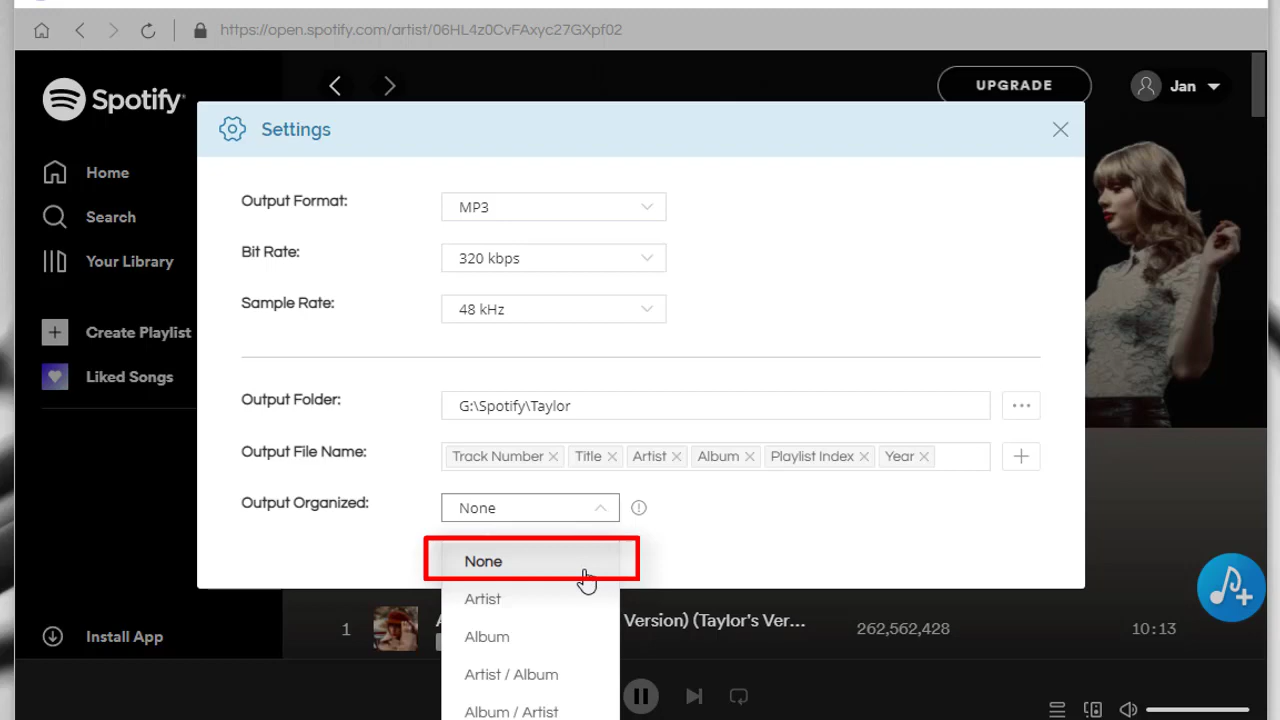 https://open.spotify.com/artist/06HL4z0CvFAxyc27GXpf02
Spotify
UPGRADE
Jan
Settings
Home
Search
Your Library
Create Playlist
Liked Songs
Install App
Output Format:
MP3
Bit Rate:
320 kbps
Sample Rate:
48 kHz
Output Folder:
G:\Spotify\Taylor
Output File Name:
Track Number Title Artist Album Playlist Index Year
Output Organized:
None
None
Artist
Album
Artist / Album
Album / Artist
1
Version) (Taylor's Ver...
262,562,428
10:13